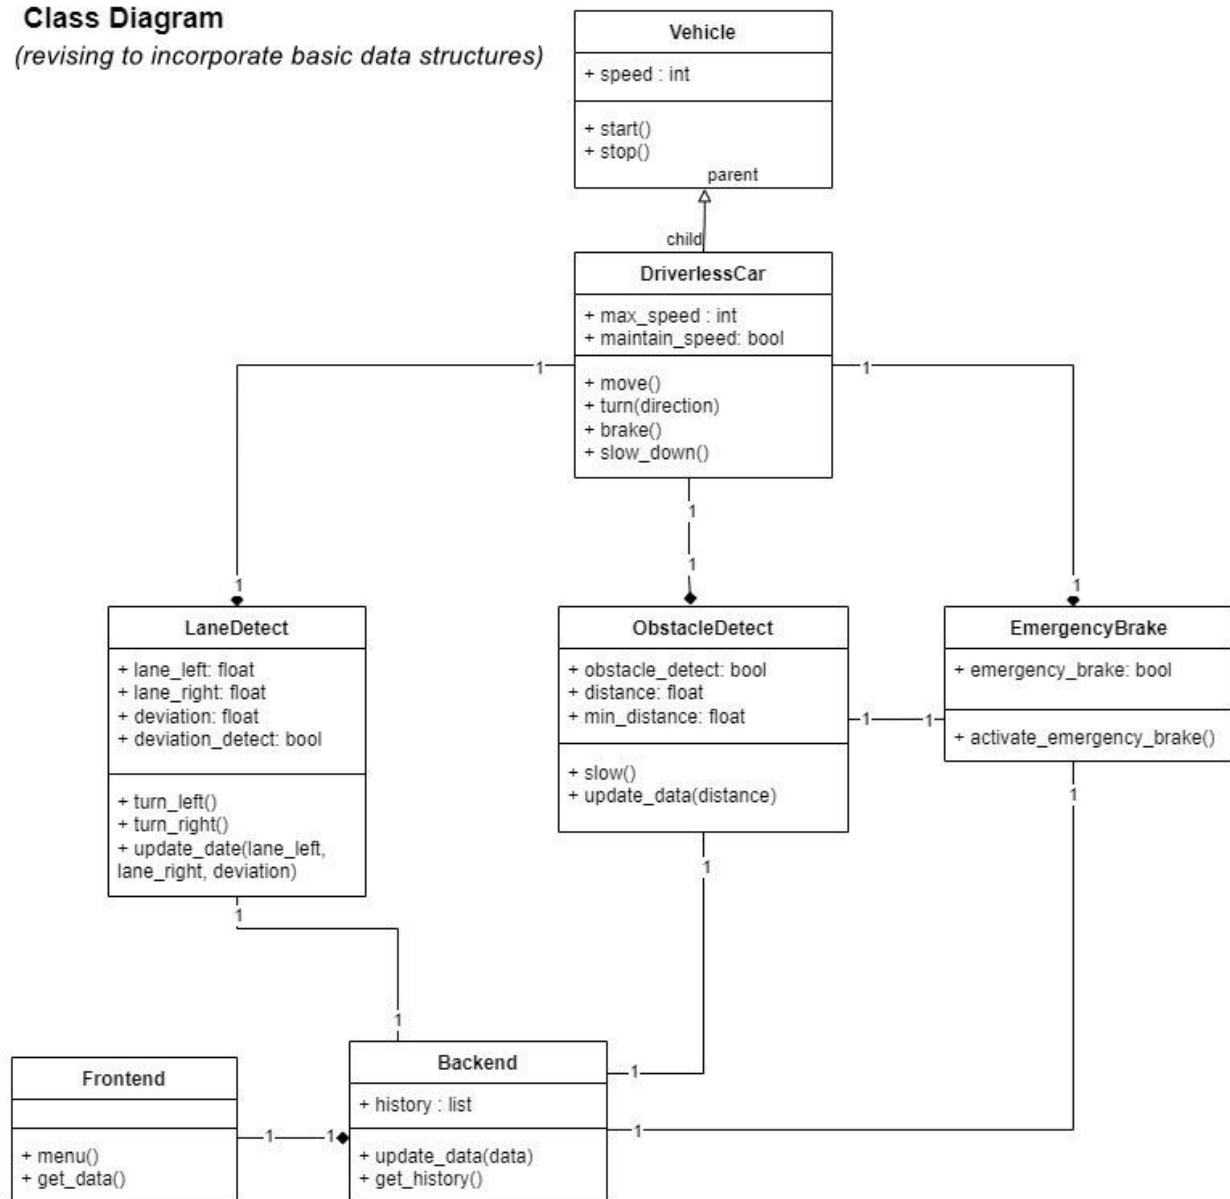 Class Diagram
(revising to incorporate basic data structures)
Vehicle
+ speed : int
+ start()
+ stop()
parent
child
DriverlessCar
+ max_speed : int
+ maintain_speed: bool
+ move()
+ turn(direction)
+ brake()
+ slow_down()
1
1
1
1
1
1
LaneDetect
+ lane_left: float
+ lane_right: float
+ deviation: float
+ deviation_detect: bool
+ turn_left()
+ turn_right()
+ update_date(lane_left,
lane_right, deviation)
ObstacleDetect
+ obstacle_detect: bool
+ distance: float
+ min_distance: float
+ slow()
+ update_data(distance)
1
1
EmergencyBrake
+ emergency_brake: bool
+ activate_emergency_brake()
1
1
1
1
1
1
Frontend
+ menu()
+ get_data()
1
1
Backend
+ history : list
+ update_data(data)
+ get_history()